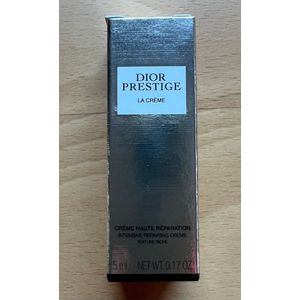 DIOR
PRESTIGE
LA CRÈME
CRÈME HAUTE RÉPARATION
INTENSIVE REPAIRING CREME
TEXTURE RICHE
5 ml NET WT. 0.17 OZ